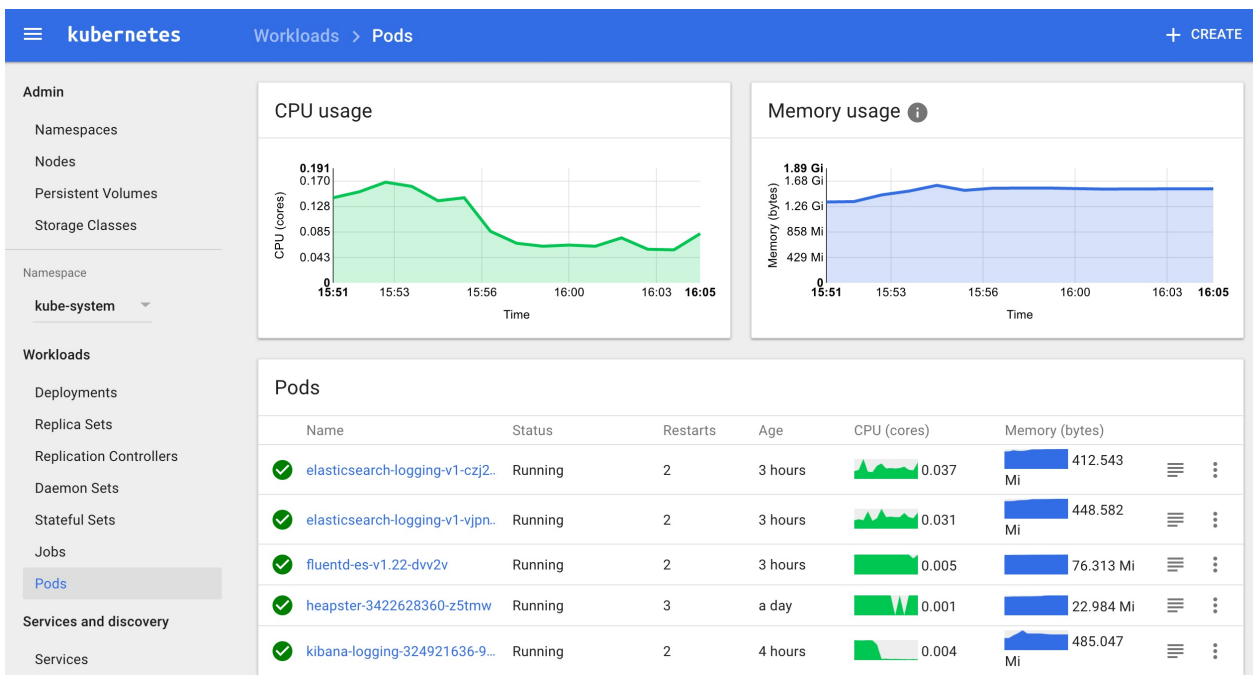 kubernetes
Workloads > Pods
+ CREATE
Admin
Namespaces
Nodes
Persistent Volumes
Storage Classes
Namespace
kube-system
Workloads
Deployments
Replica Sets
Replication Controllers
Daemon Sets
Stateful Sets
Jobs
Pods
Services and discovery
Services
CPU usage
CPU (cores)
0.191
0.170
0.128
0.085
0.043
0
15:51 15:53 15:56 16:00 16:03 16:05
Time
Memory usage i
Memory (bytes)
1.89 Gi
1.68 Gi
1.26 Gi
858 Mi
429 Mi
0
15:51 15:53 15:56 16:00 16:03 16:05
Time
Pods
Name Status Restarts Age CPU (cores) Memory (bytes)
elasticsearch-logging-v1-czj2.. Running 2 3 hours 0.037 412.543
Mi
elasticsearch-logging-v1-vjpn.. Running 2 3 hours 0.031 448.582
Mi
fluentd-es-v1.22-dvv2v Running 2 3 hours 0.005 76.313 Mi
heapster-3422628360-z5tmw Running 3 a day 0.001 22.984 Mi
kibana-logging-324921636-9... Running 2 4 hours 0.004 485.047
Mi